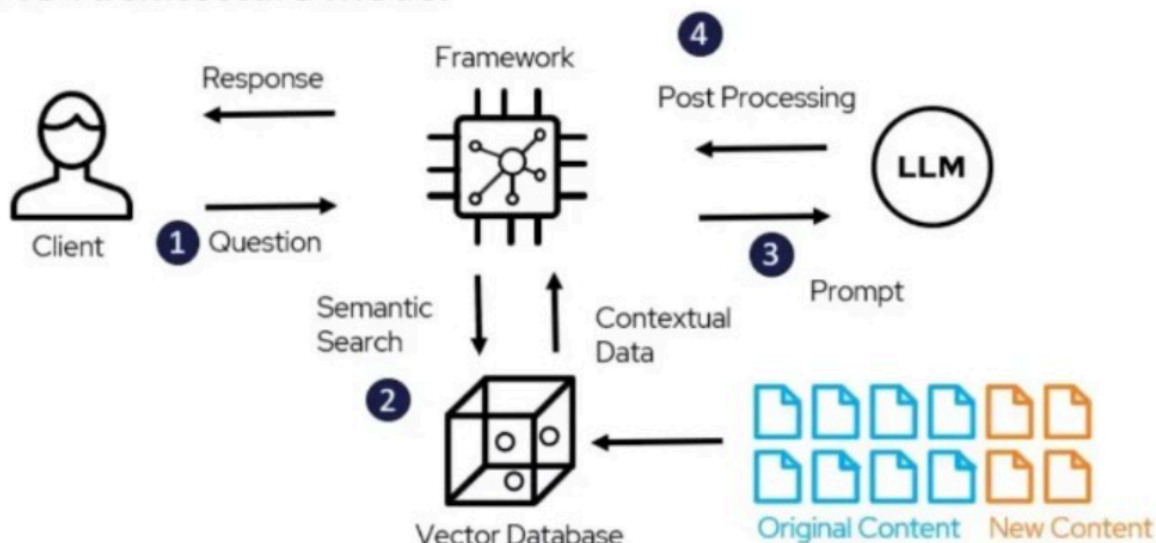 Framework
4
Response
Post Processing
LLM
Client
1 Question
3
Prompt
Semantic
Search
Contextual
Data
2
Vector Database
Original Content New Content